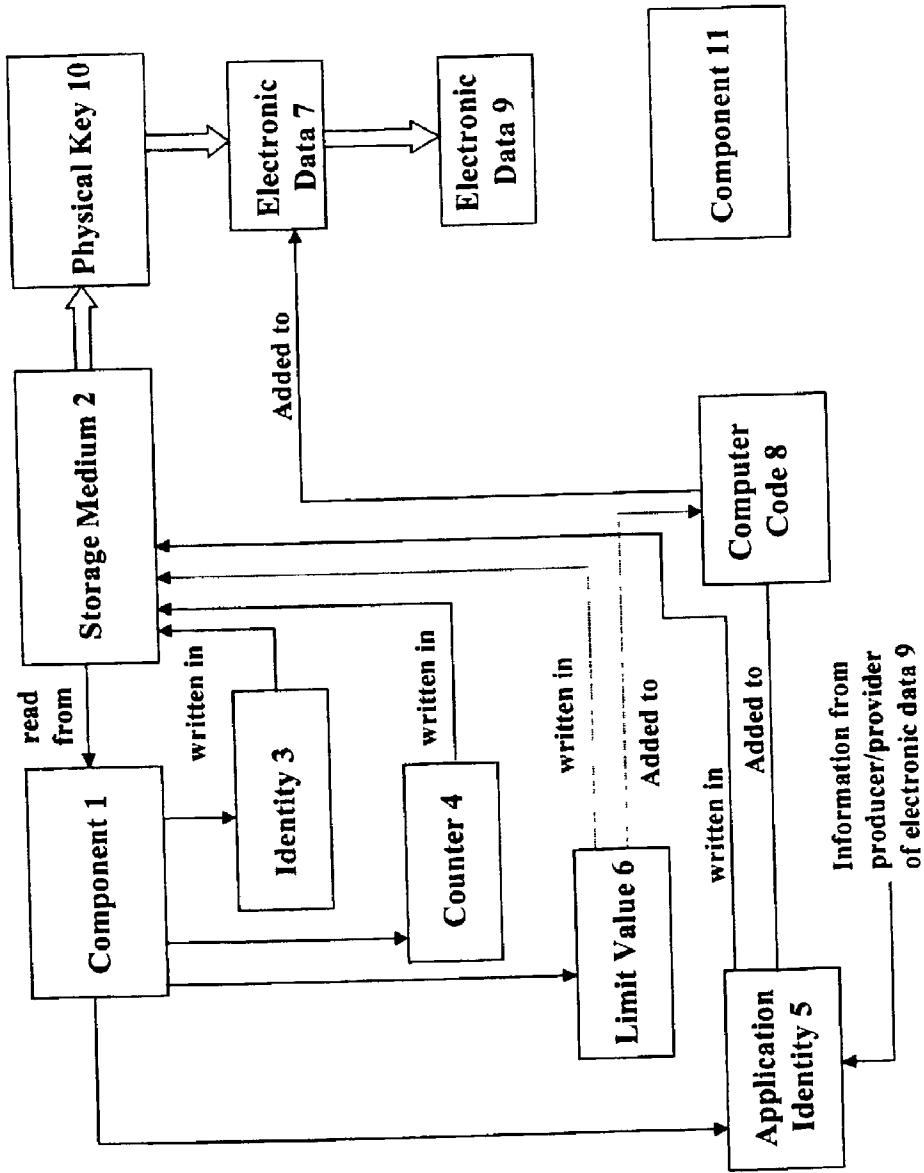 Component 1
read
from
Storage Medium 2
Physical Key 10
written in
Identity 3
Electronic
Data 7
written in
Counter 4
Added to
Electronic
Data 9
written in
Added to
Limit Value 6
written in
Added to
Computer
Code 8
Component 11
Application
Identity 5
Information from
producer/provider
of electronic data 9